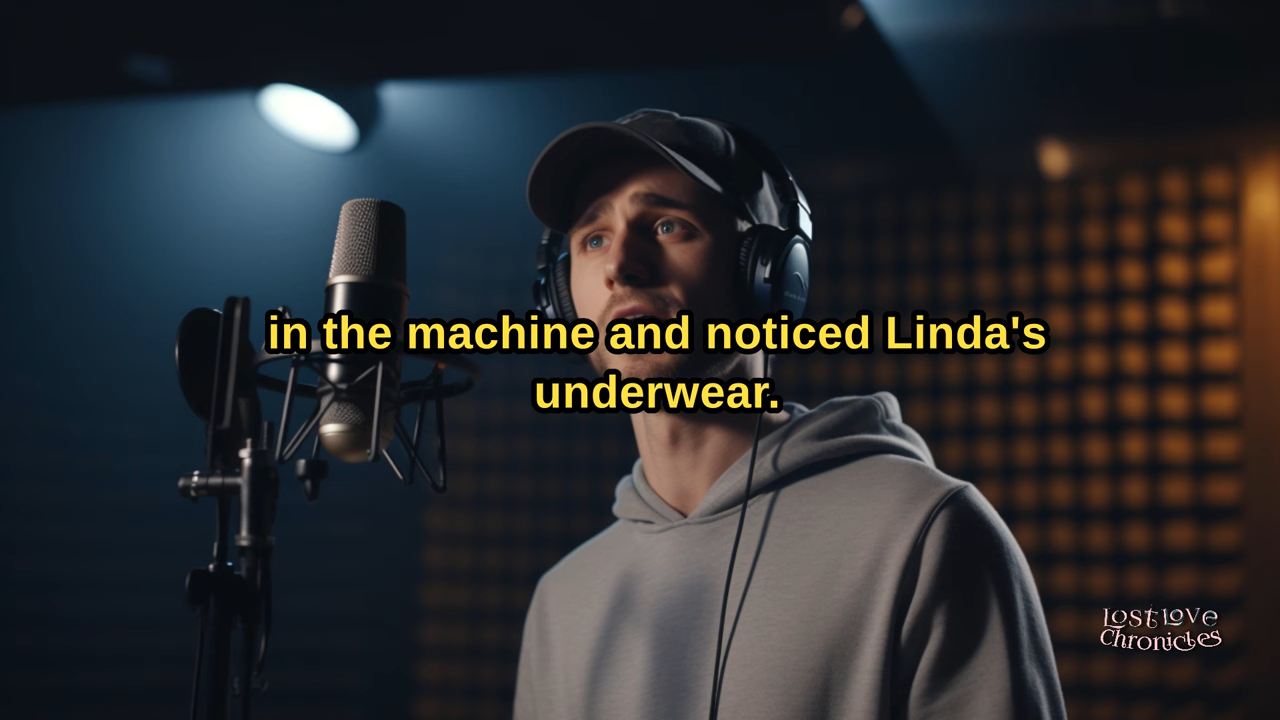 in the machine and noticed Linda's
underwear.
Lost Love
Chronicles